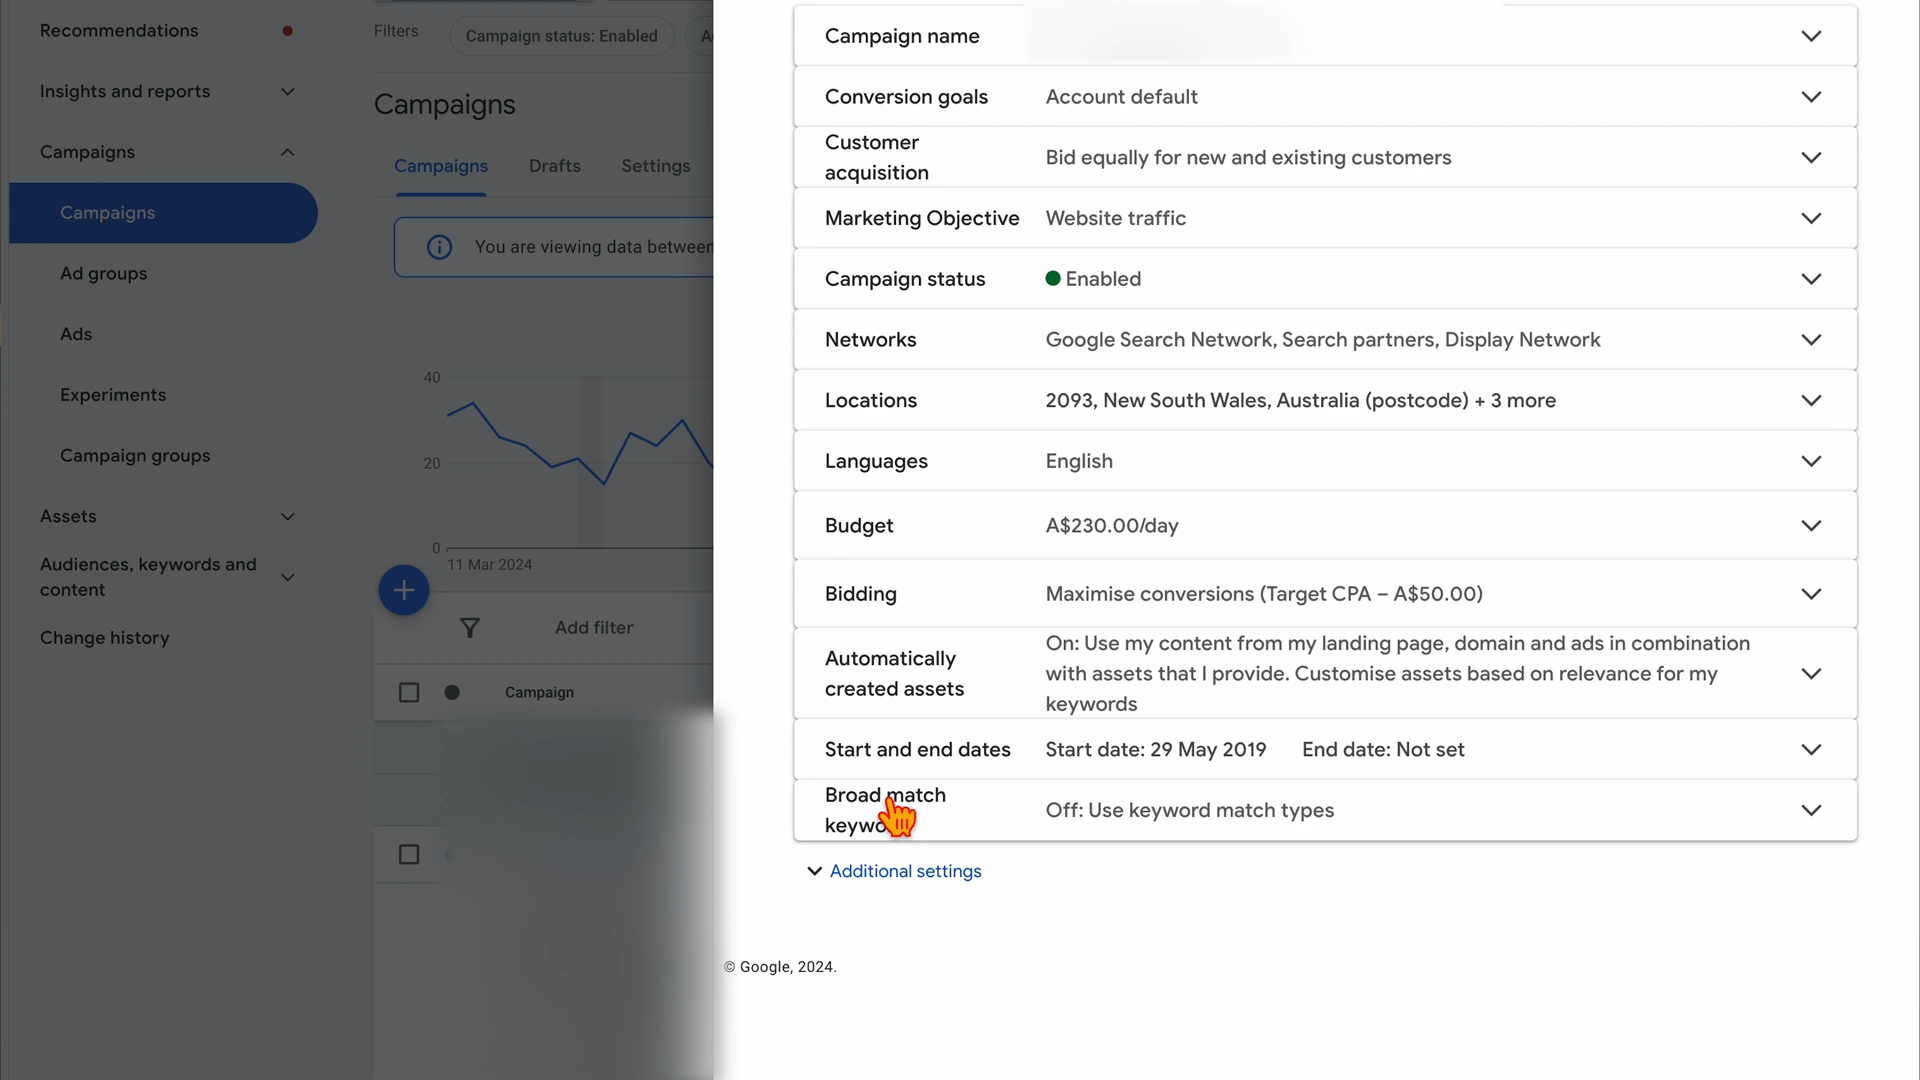 Recommendations
Insights and reports
Campaigns
Campaigns
Ad groups
Ads
Experiments
Campaign groups
Assets
Audiences, keywords and
content
Change history
Filters
Campaign status: Enabled
Campaigns
Campaigns Drafts Settings
You are viewing data between
40
20
0
11 Mar 2024
Add filter
Campaign
Campaign name
Conversion goals Account default
Customer
acquisition
Bid equally for new and existing customers
Marketing Objective Website traffic
Campaign status Enabled
Networks Google Search Network, Search partners, Display Network
Locations 2093, New South Wales, Australia (postcode) + 3 more
Languages English
Budget A$230.00/day
Bidding Maximise conversions (Target CPA – A$50.00)
Automatically
created assets
On: Use my content from my landing page, domain and ads in combination
with assets that I provide. Customise assets based on relevance for my
keywords
Start and end dates Start date: 29 May 2019 End date: Not set
Broad match
Off: Use keyword match types
Additional settings
© Google, 2024.